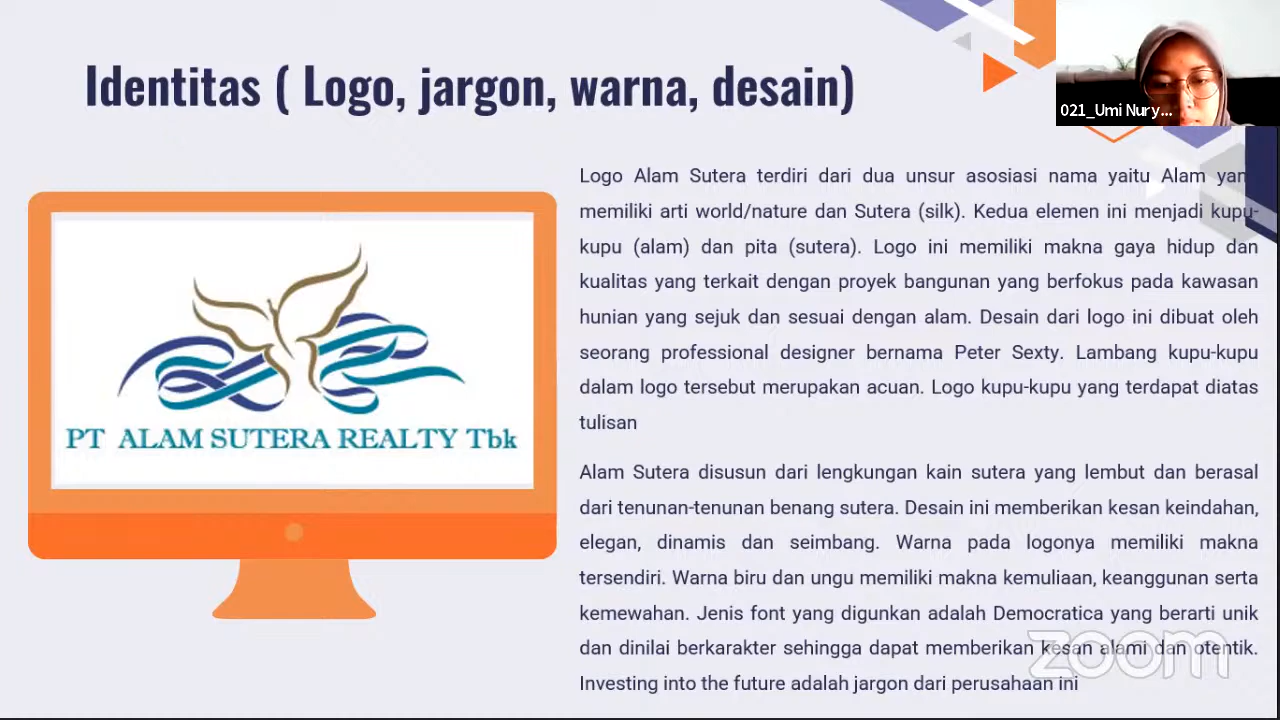 Identitas ( Logo, jargon, warna, desain)
021_Umi Nury...
Logo Alam Sutera terdiri dari dua unsur asosiasi nama yaitu Alam yang
memiliki arti world/nature dan Sutera (silk). Kedua elemen ini menjadi kupu-
kupu (alam) dan pita (sutera). Logo ini memiliki makna gaya hidup dan
kualitas yang terkait dengan proyek bangunan yang berfokus pada kawasan
hunian yang sejuk dan sesuai dengan alam. Desain dari logo ini dibuat oleh
seorang professional designer bernama Peter Sexty. Lambang kupu-kupu
dalam logo tersebut merupakan acuan. Logo kupu-kupu yang terdapat diatas
tulisan
PT ALAM SUTERA REALTY Tbk
Alam Sutera disusun dari lengkungan kain sutera yang lembut dan berasal
dari tenunan-tenunan benang sutera. Desain ini memberikan kesan keindahan,
elegan, dinamis dan seimbang. Warna pada logonya memiliki makna
tersendiri. Warna biru dan ungu memiliki makna kemuliaan, keanggunan serta
kemewahan. Jenis font yang digunkan adalah Democratica yang berarti unik
dan dinilai berkarakter sehingga dapat memberikan kesan alami dan otentik.
Investing into the future adalah jargon dari perusahaan ini
zoom